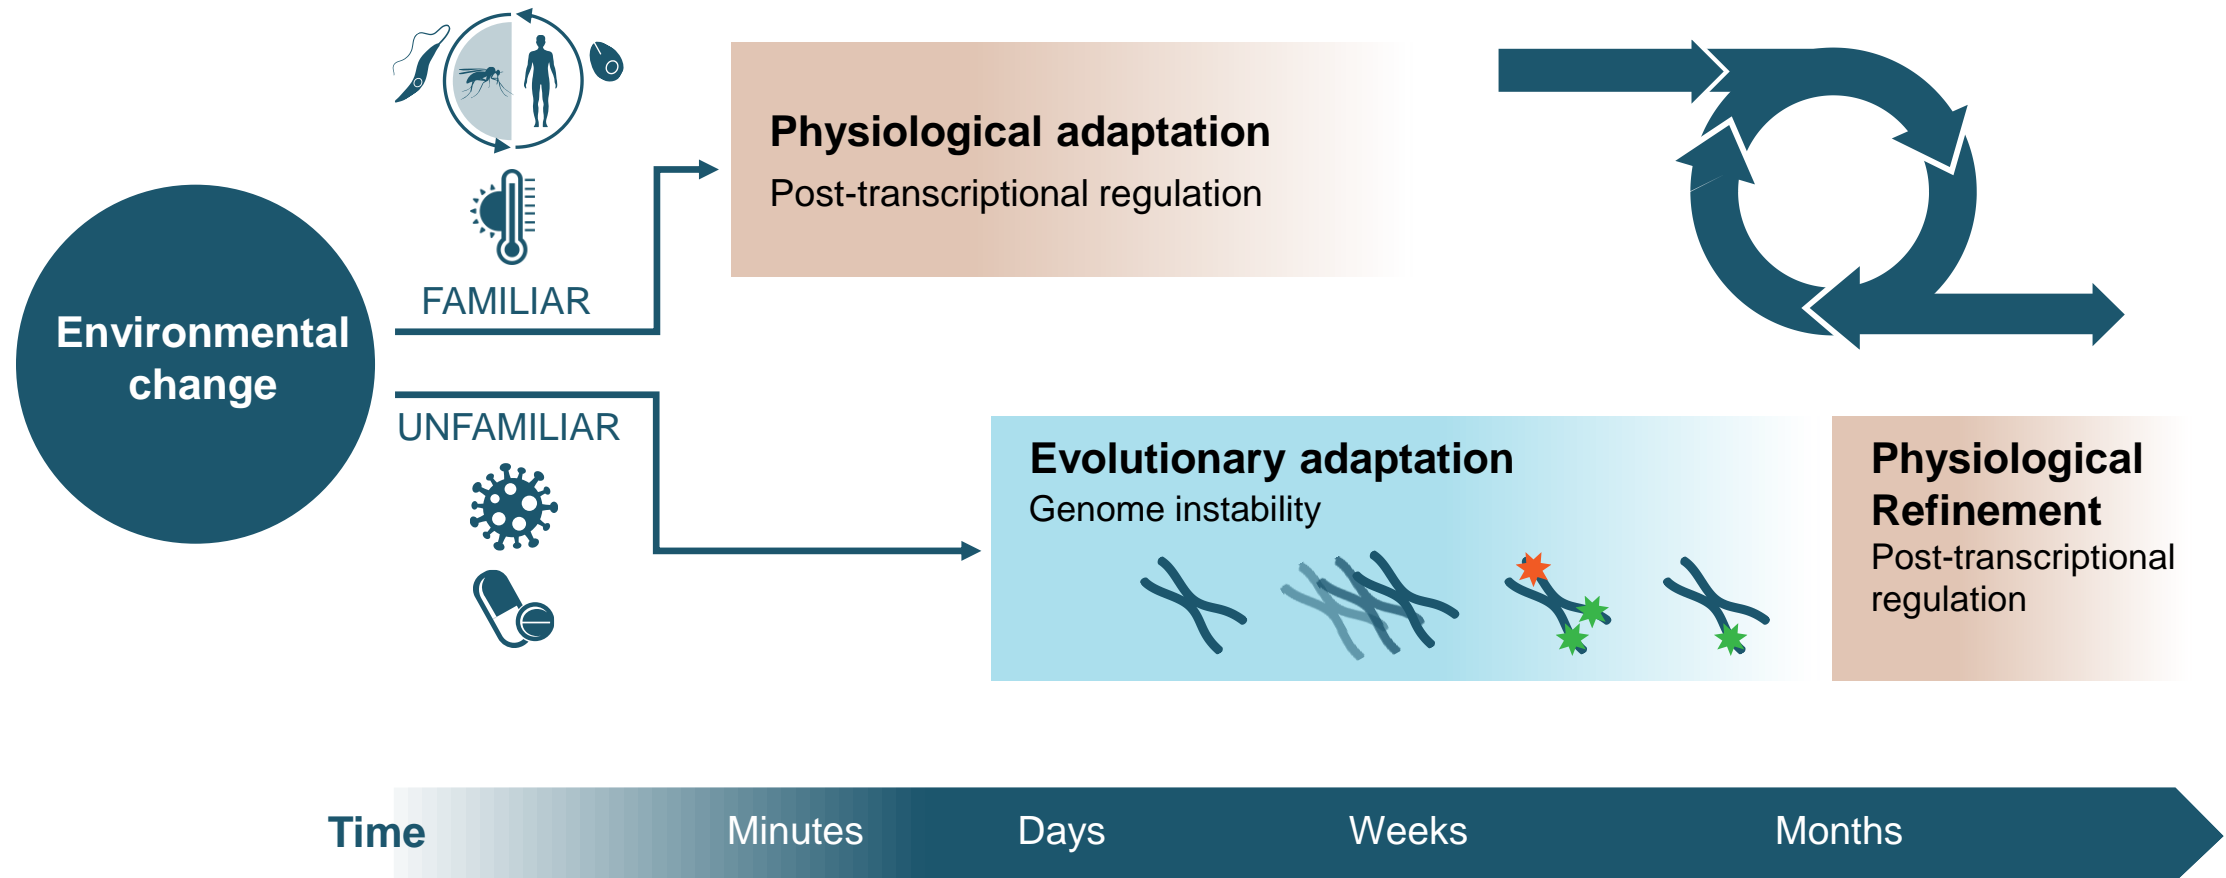 Environmental
change
FAMILIAR
UNFAMILIAR
Physiological adaptation
Post-transcriptional regulation
Evolutionary adaptation
Genome instability
Physiological
Refinement
Post-transcriptional
regulation
Time
Minutes
Days
Weeks
Months